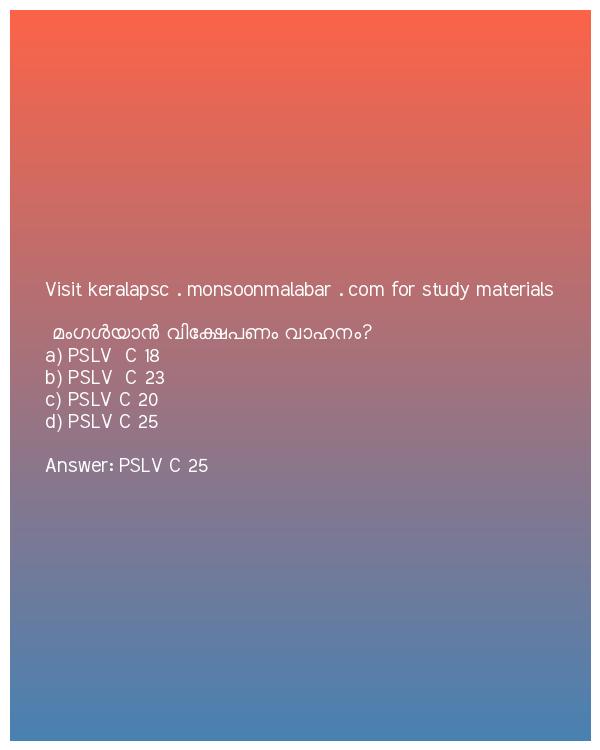 Visit keralapsc . monsoonmalabar . com for study materials
മംഗൾയാൻ വിക്ഷേപണം വാഹനം?
a) PSLV C 18
b) PSLV C 23
c) PSLV C 20
d) PSLV C 25
Answer: PSLV C 25